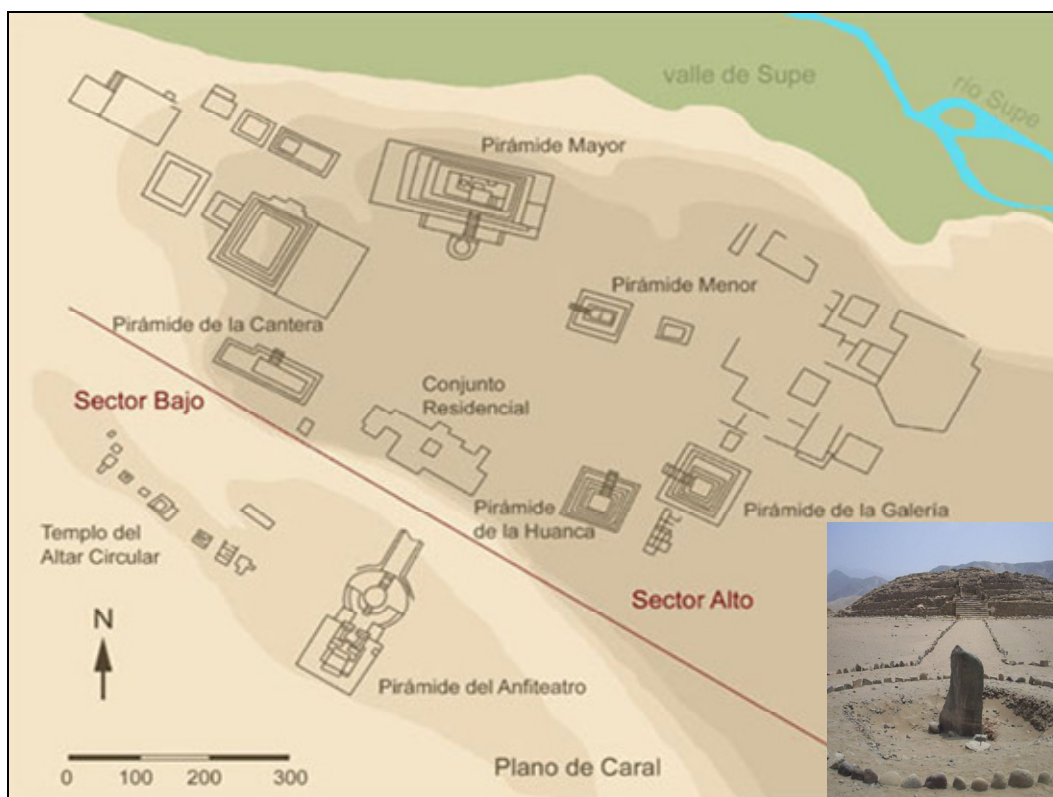 valle de Supe
río Supe
Pirámide Mayor
Pirámide Menor
Pirámide de la Cantera
Conjunto
Residencial
Sector Bajo
Pirámide
de la Huanca
Pirámide de la Galería
Templo del
Altar Circular
Sector Alto
N
Pirámide del Anfiteatro
0 100 200 300
Plano de Caral